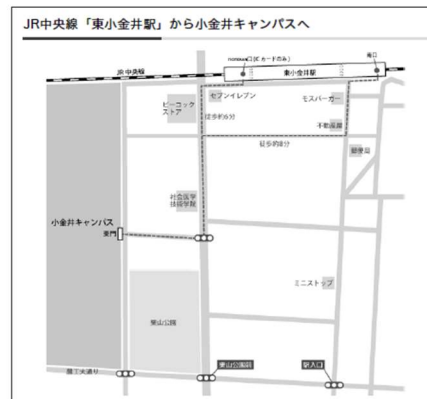 JR中央線「東小金井駅」から小金井キャンパスへ
nonowa口(ICカードのみ)
南口
JR中央線
東小金井駅
セブンイレブン
モスバーガー
ピーコック
ストア
徒歩約6分
不動産屋
徒歩約8分
郵便局
社会医学
技術学院
小金井キャンパス
東門
ミニストップ
栗山公園
農工大通り
栗山公園前
駅入口